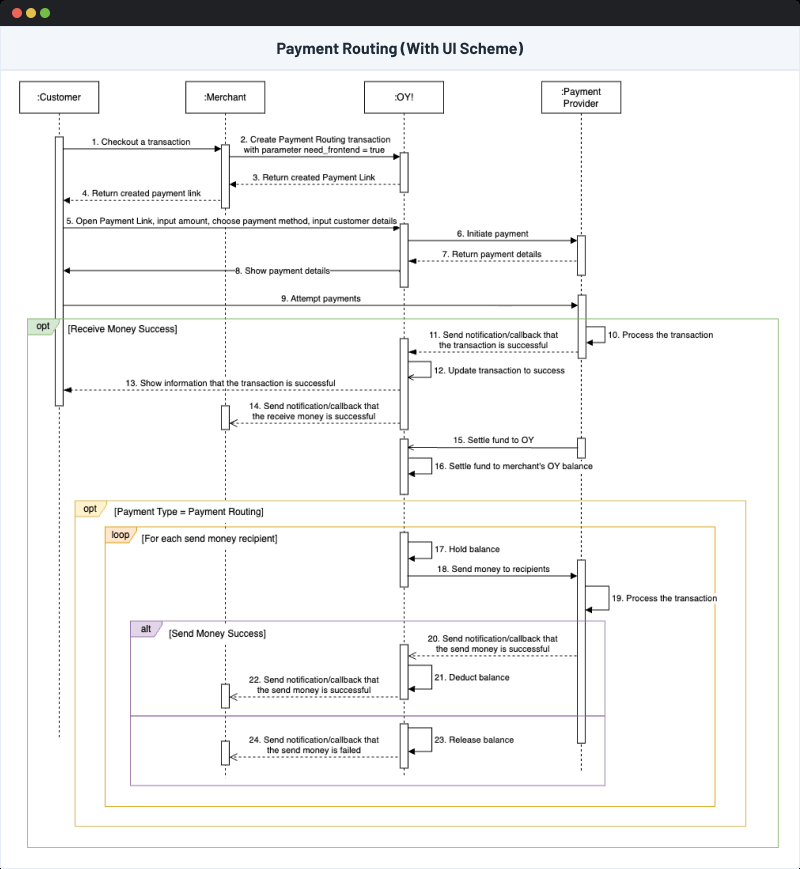 Payment Routing (With UI Scheme)
:Customer
:Merchant
:OY!
:Payment
Provider
1. Checkout a transaction
2. Create Payment Routing transaction
with parameter need_frontend = true
3. Return created Payment Link
4. Return created payment link
5. Open Payment Link, input amount, choose payment method, input customer details
6. Initiate payment
7. Return payment details
8. Show payment details
9. Attempt payments
opt
[Receive Money Success]
10. Process the transaction
11. Send notification/callback that
the transaction is successful
12. Update transaction to success
13. Show information that the transaction is successful
14. Send notification/callback that
the receive money is successful
15. Settle fund to OY
16. Settle fund to merchant's OY balance
opt
[Payment Type = Payment Routing]
loop
[For each send money recipient]
17. Hold balance
18. Send money to recipients
19. Process the transaction
alt
[Send Money Success]
20. Send notification/callback that
the send money is successful
21. Deduct balance
22. Send notification/callback that
the send money is successful
23. Release balance
24. Send notification/callback that
the send money is failed